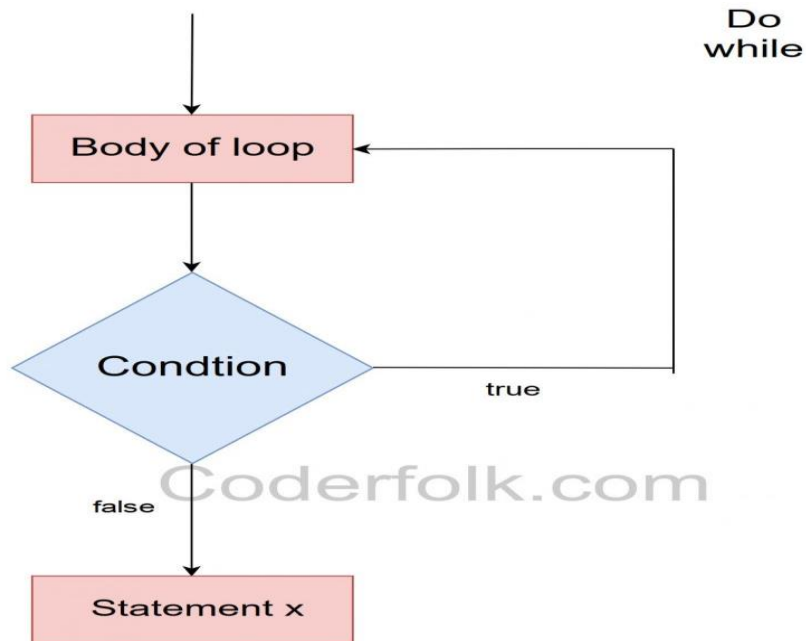 Do
while
Body of loop
Condtion
true
Coderfolk.com
false
Statement x